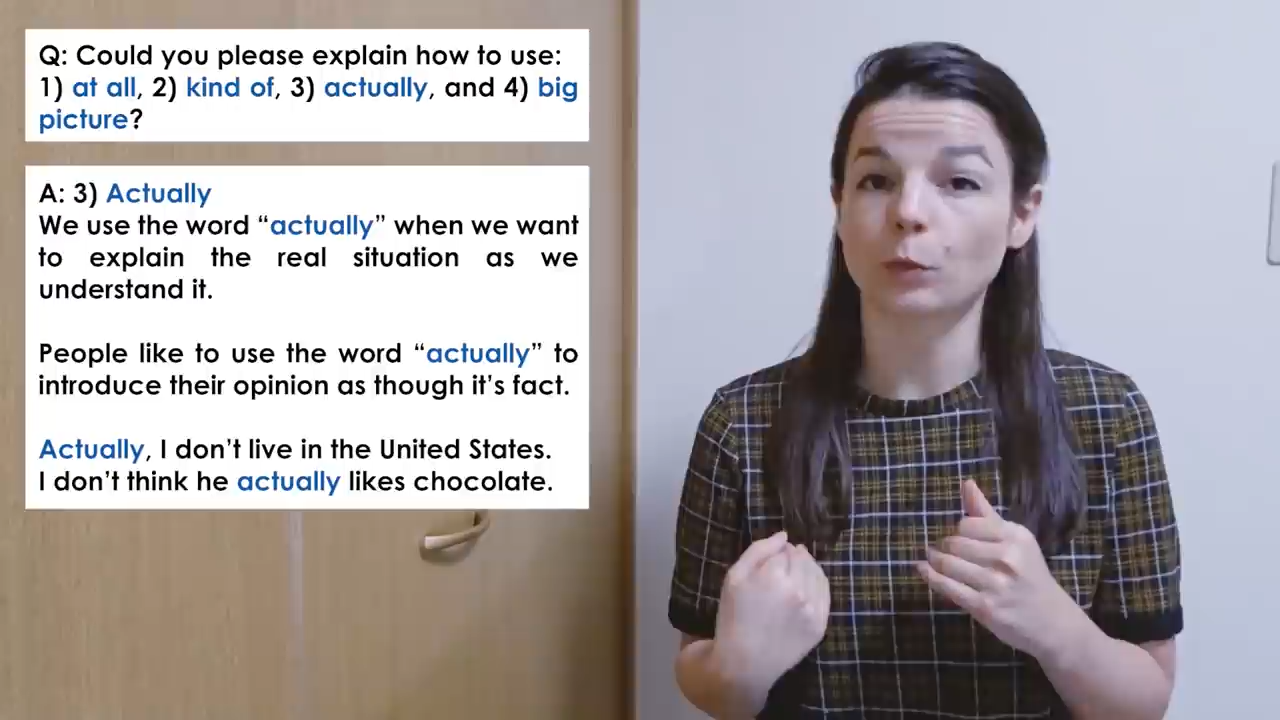 Q: Could you please explain how to use:
1) at all, 2) kind of, 3) actually, and 4) big
picture?
A: 3) Actually
We use the word “actually” when we want
to explain the real situation as we
understand it.
People like to use the word “actually” to
introduce their opinion as though it’s fact.
Actually, I don’t live in the United States.
I don’t think he actually likes chocolate.